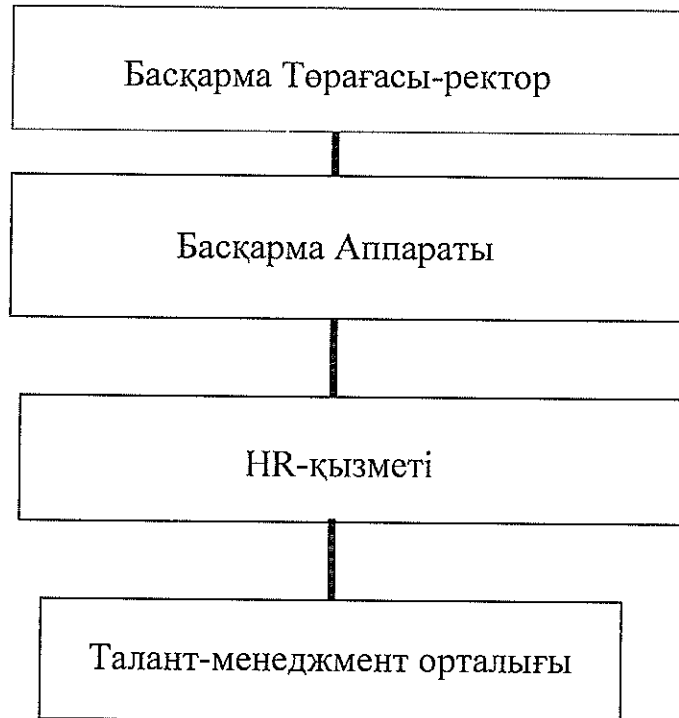 Басқарма Төрағасы-ректор
Басқарма Аппараты
HR-қызметі
Талант-менеджмент орталығы